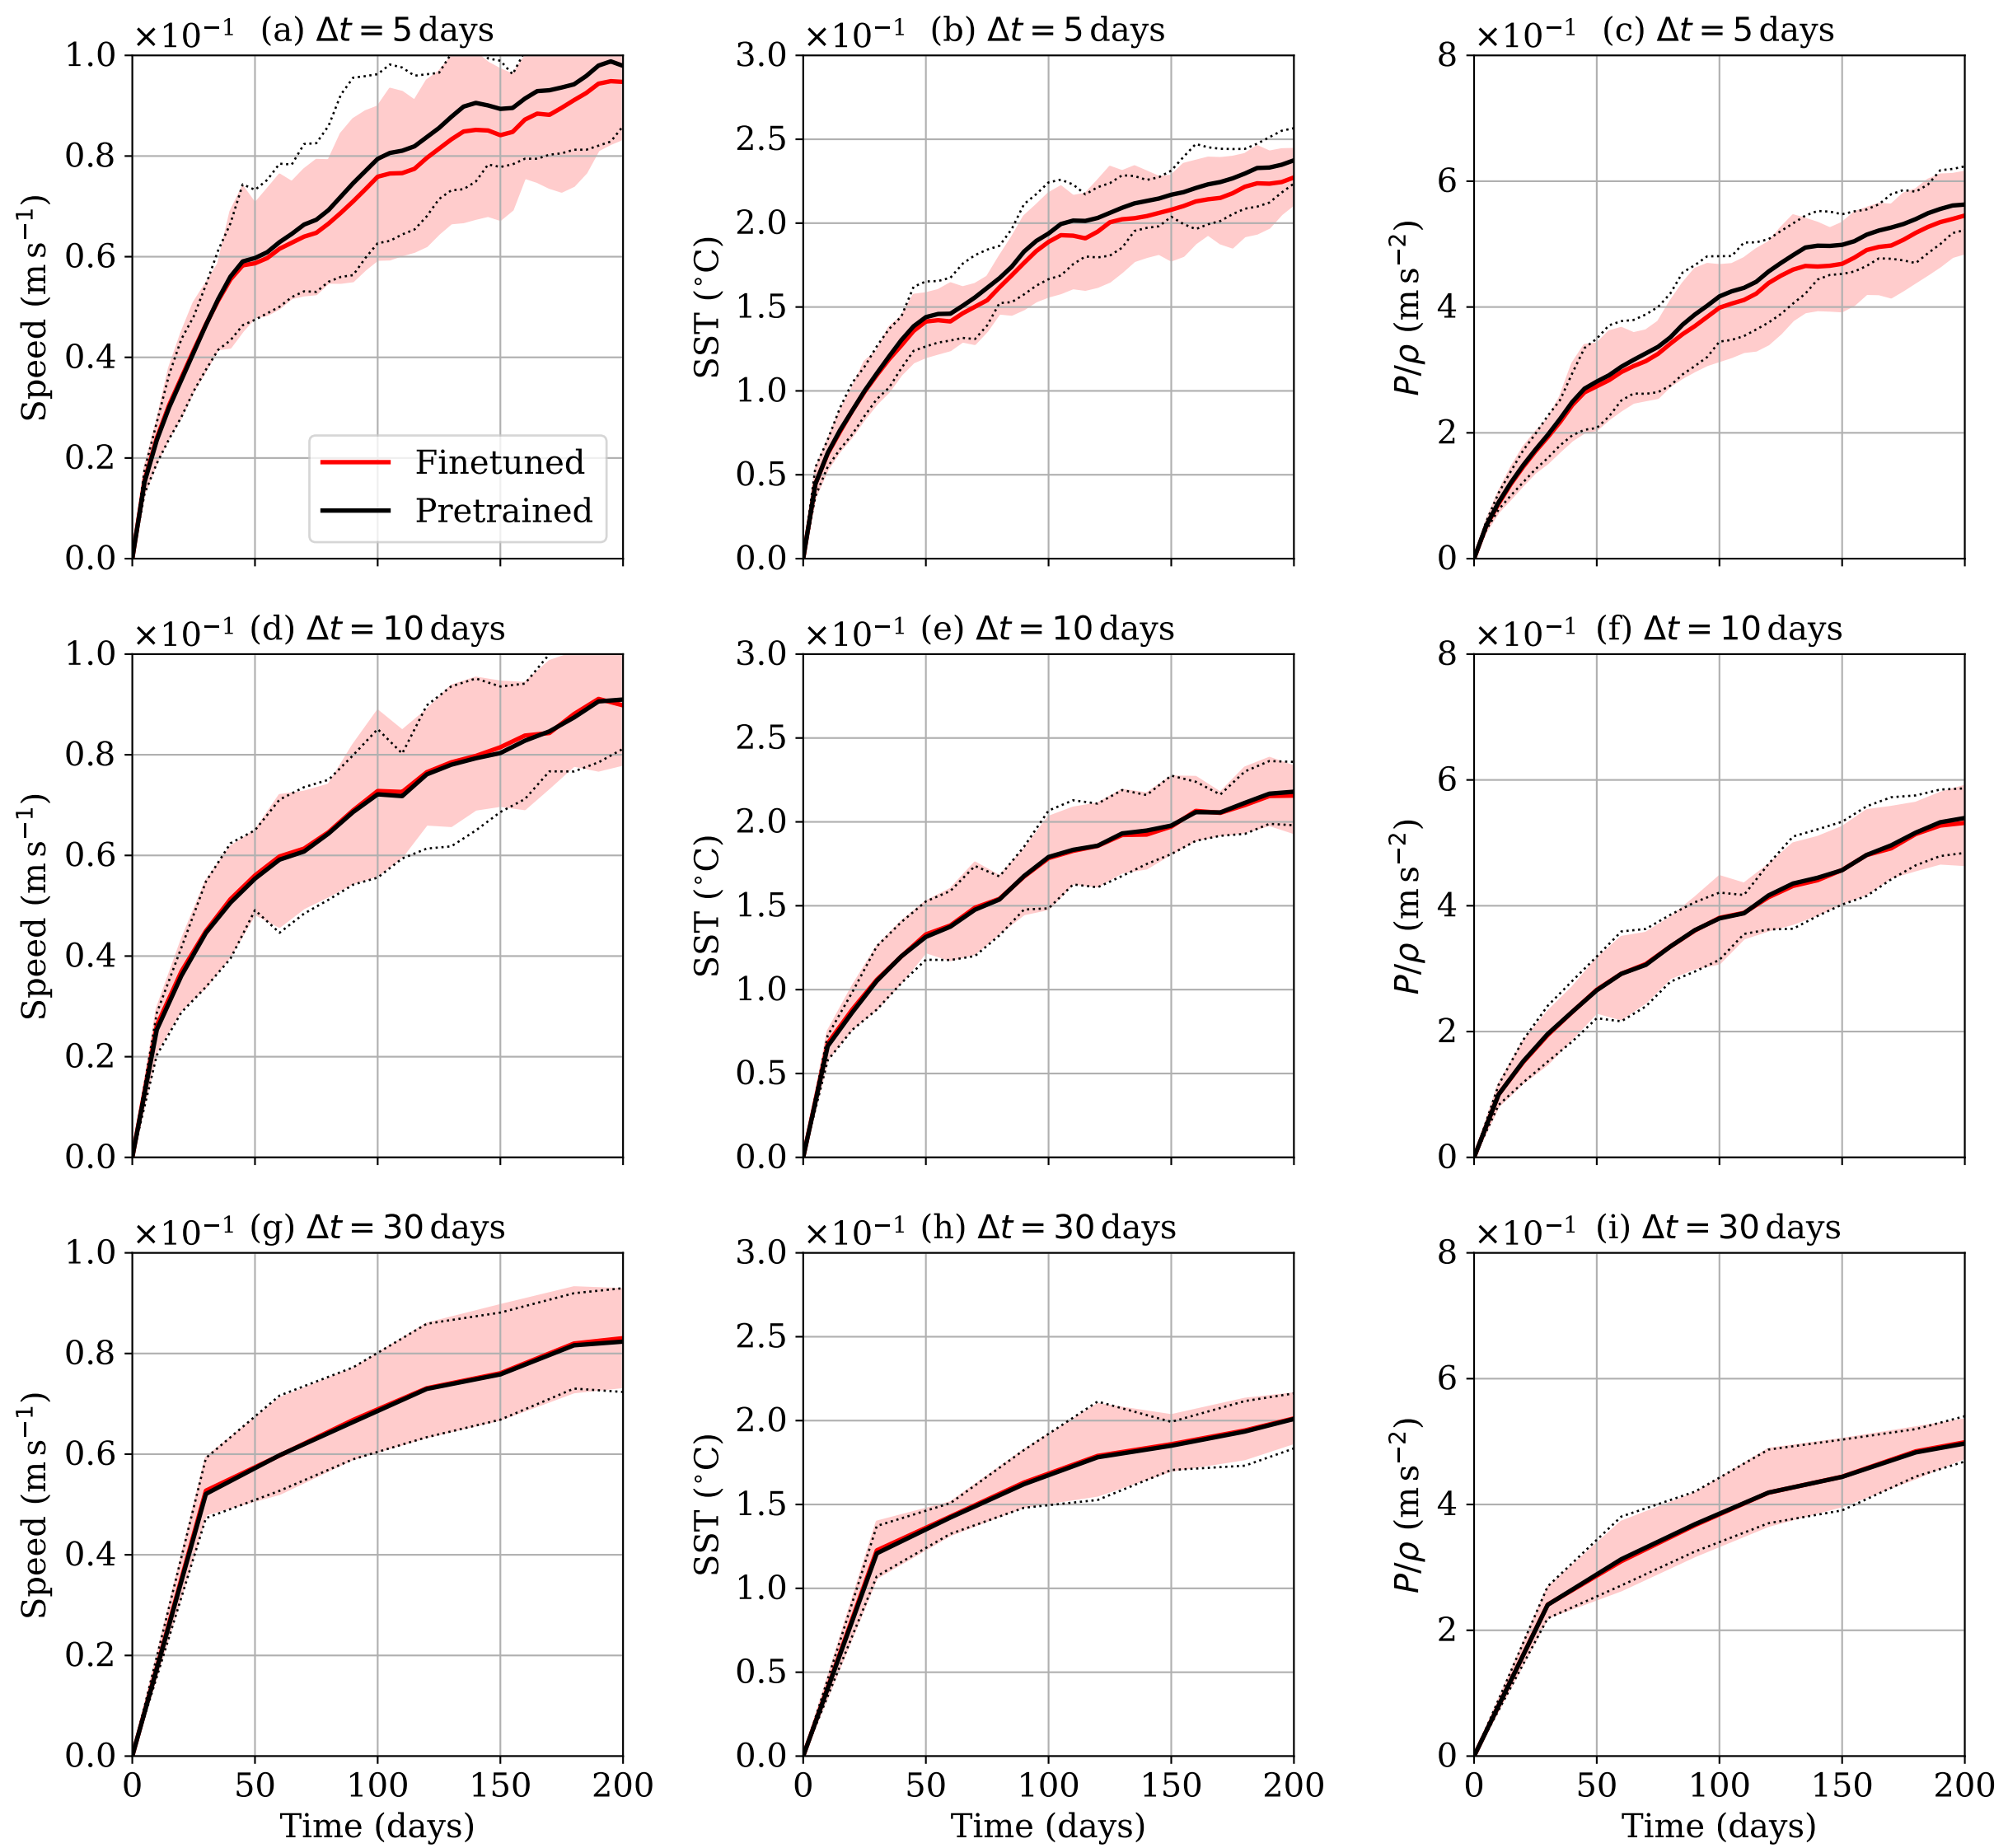 ×10⁻¹ (a) Δt = 5 days
×10⁻¹ (b) Δt = 5 days
×10⁻¹ (c) Δt = 5 days
1.0
0.8
0.6
0.4
0.2
0.0
Speed (m s⁻¹)
Finetuned
Pretrained
3.0
2.5
2.0
1.5
1.0
0.5
0.0
SST (°C)
8
6
4
2
0
P/ρ (m s⁻²)
×10⁻¹ (d) Δt = 10 days
×10⁻¹ (e) Δt = 10 days
×10⁻¹ (f) Δt = 10 days
1.0
0.8
0.6
0.4
0.2
0.0
Speed (m s⁻¹)
3.0
2.5
2.0
1.5
1.0
0.5
0.0
SST (°C)
8
6
4
2
0
P/ρ (m s⁻²)
×10⁻¹ (g) Δt = 30 days
×10⁻¹ (h) Δt = 30 days
×10⁻¹ (i) Δt = 30 days
1.0
0.8
0.6
0.4
0.2
0.0
Speed (m s⁻¹)
3.0
2.5
2.0
1.5
1.0
0.5
0.0
SST (°C)
8
6
4
2
0
P/ρ (m s⁻²)
0 50 100 150 200
0 50 100 150 200
0 50 100 150 200
Time (days)
Time (days)
Time (days)